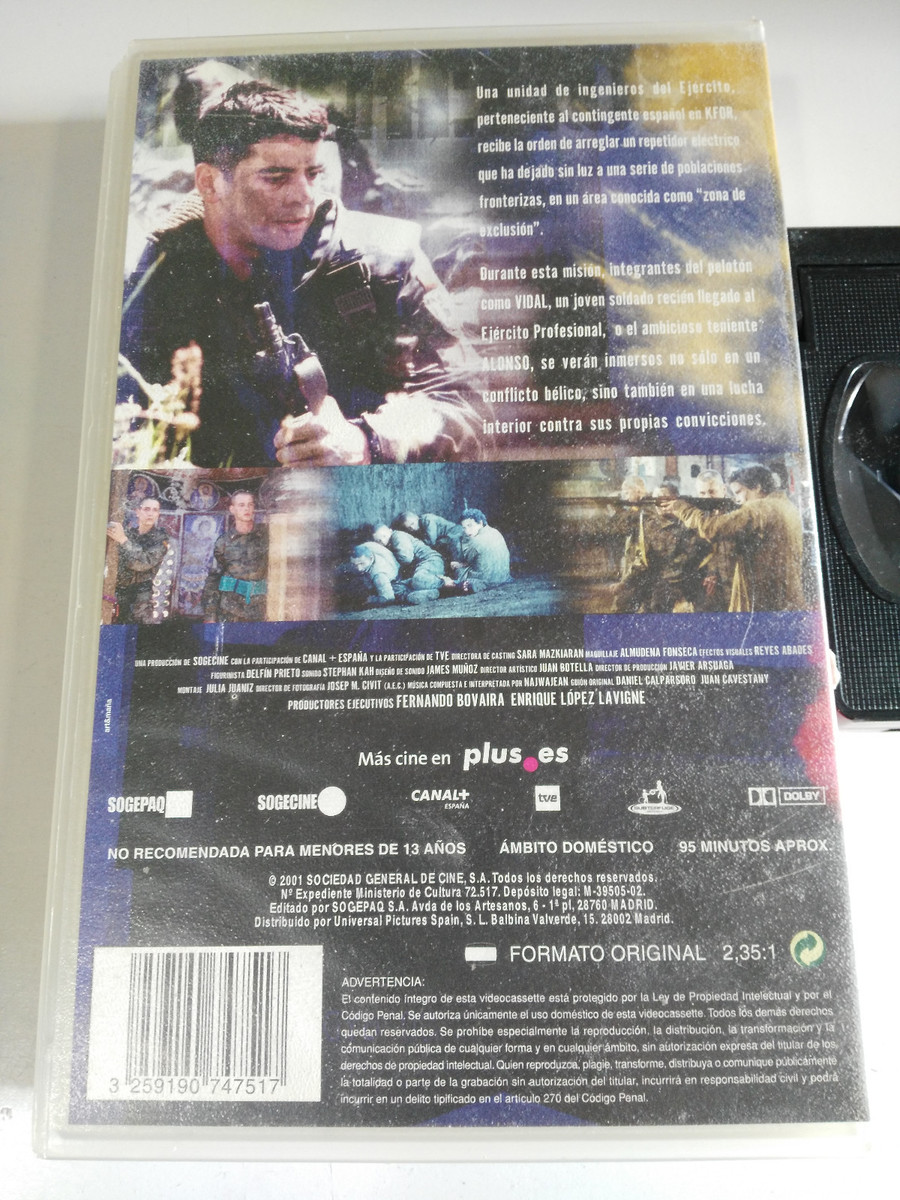 Una unidad de ingenieros del Ejército,
perteneciente al contingente español en KFOR,
recibe la orden de arreglar un repetidor eléctrico
que ha dejado sin luz a una serie de poblaciones
fronterizas, en un área conocida como "zona de
exclusión".
Durante esta misión, integrantes del pelotón
como VIDAL, un joven soldado recién llegado al
Ejército Profesional, o el ambicioso teniente
ALONSO, se verán inmersos no sólo en un
conflicto bélico, sino también en una lucha
interior contra sus propias convicciones.
UNA PRODUCCIÓN DE SOGECINE CON LA PARTICIPACIÓN DE CANAL + ESPAÑA Y LA PARTICIPACIÓN DE TVE DIRECTORA DE CASTING SARA MAZKIARAN MAQUILLAJE ALMUDENA FONSECA EFECTOS VISUALES REYES ABADES
FIGURINISTA DELFÍN PRIETO SONIDO STEPHAN KAH DISEÑO DE SONIDO JAMES MUÑOZ DIRECTOR ARTÍSTICO JUAN BOTELLA DIRECTOR DE PRODUCCIÓN JAVIER ARSUAGA
MONTAJE JULIA JUANIZ DIRECTOR DE FOTOGRAFÍA JOSEP M. CIVIT (A.E.C.) MÚSICA COMPUESTA E INTERPRETADA POR NAJWAJEAN GUIÓN ORIGINAL DANIEL CALPARSORO JUAN CAVESTANY
PRODUCTORES EJECUTIVOS FERNANDO BOVAIRA ENRIQUE LÓPEZ LAVIGNE
art&maña
Más cine en plus.es
SOGEPAQ SOGECINE CANAL+ ESPAÑA tve DOLBY
NO RECOMENDADA PARA MENORES DE 13 AÑOS ÁMBITO DOMÉSTICO 95 MINUTOS APROX.
© 2001 SOCIEDAD GENERAL DE CINE, S.A. Todos los derechos reservados.
Nº Expediente Ministerio de Cultura 72.517. Depósito legal: M-39505-02.
Editado por SOGEPAQ S.A. Avda de los Artesanos, 6 - 1ª pl, 28760 MADRID.
Distribuido por Universal Pictures Spain, S. L. Balbina Valverde, 15. 28002 Madrid.
FORMATO ORIGINAL 2,35:1
ADVERTENCIA:
El contenido íntegro de esta videocassette está protegido por la Ley de Propiedad Intelectual y por el
Código Penal. Se autoriza únicamente el uso doméstico de esta videocassette. Todos los demás derechos
quedan reservados. Se prohíbe especialmente la reproducción, la distribución, la transformación y la
comunicación pública de cualquier forma y en cualquier ámbito, sin autorización expresa del titular de los
derechos de propiedad intelectual. Quien reproduzca, plagie, transforme, distribuya o comunique públicamente
la totalidad o parte de la grabación sin autorización del titular, incurrirá en responsabilidad civil y podrá
incurrir en un delito tipificado en el artículo 270 del Código Penal.
3 259190 747517